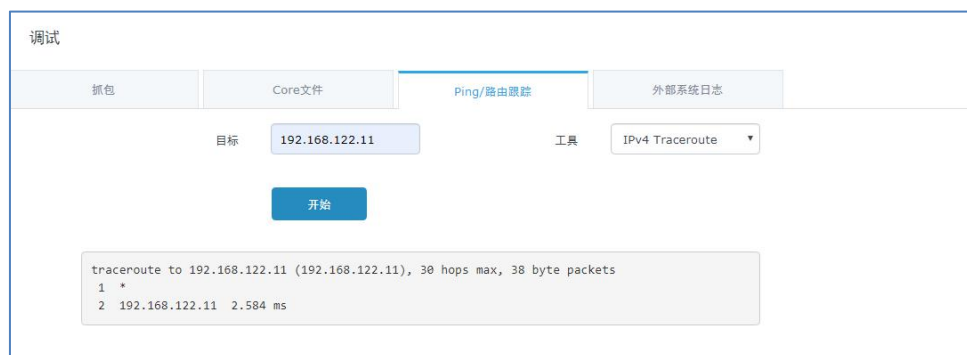 调试
抓包 Core文件 Ping/路由跟踪 外部系统日志
目标 192.168.122.11 工具 IPv4 Traceroute
开始
traceroute to 192.168.122.11 (192.168.122.11), 30 hops max, 38 byte packets
1 *
2 192.168.122.11 2.584 ms